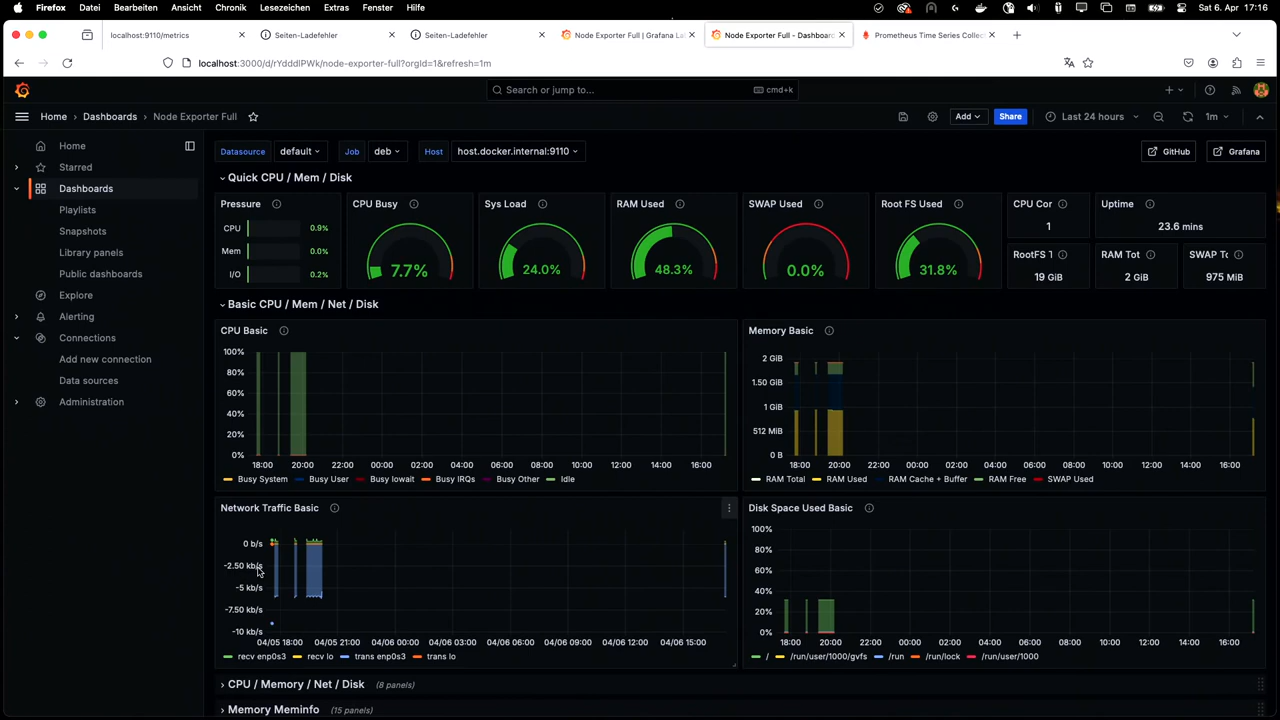 Firefox Datei Bearbeiten Ansicht Chronik Lesezeichen Extras Fenster Hilfe Sat 6. Apr 17:16
localhost:9110/metrics Seiten-Ladefehler Seiten-Ladefehler Node Exporter Full | Grafana La Node Exporter Full - Dashboar Prometheus Time Series Collec
localhost:3000/d/rYdddlPWk/node-exporter-full?orgId=1&refresh=1m
Search or jump to... cmd+k
Home Dashboards Node Exporter Full Add Share Last 24 hours 1m
Home
Starred
Dashboards
Playlists
Snapshots
Library panels
Public dashboards
Explore
Alerting
Connections
Add new connection
Data sources
Administration
Datasource default Job deb Host host.docker.internal:9110 GitHub Grafana
Quick CPU / Mem / Disk
Pressure CPU Busy Sys Load RAM Used SWAP Used Root FS Used CPU Cor Uptime
CPU 0.9%
Mem 0.0%
I/O 0.2%
7.7% 24.0% 48.3% 0.0% 31.8%
1 23.6 mins
RootFS 1 RAM Tot SWAP Tc
19 GiB 2 GiB 975 MiB
Basic CPU / Mem / Net / Disk
CPU Basic
100%
80%
60%
40%
20%
0%
18:00 20:00 22:00 00:00 02:00 04:00 06:00 08:00 10:00 12:00 14:00 16:00
Busy System Busy User Busy Iowait Busy IRQs Busy Other Idle
Memory Basic
2 GiB
1.50 GiB
1 GiB
512 MiB
0 B
18:00 20:00 22:00 00:00 02:00 04:00 06:00 08:00 10:00 12:00 14:00 16:00
RAM Total RAM Used RAM Cache + Buffer RAM Free SWAP Used
Network Traffic Basic
0 b/s
-2.50 kb/s
-5 kb/s
-7.50 kb/s
-10 kb/s
04/05 18:00 04/05 21:00 04/06 00:00 04/06 03:00 04/06 06:00 04/06 09:00 04/06 12:00 04/06 15:00
recv enp0s3 recv lo trans enp0s3 trans lo
Disk Space Used Basic
100%
80%
60%
40%
20%
0%
18:00 20:00 22:00 00:00 02:00 04:00 06:00 08:00 10:00 12:00 14:00 16:00
/ /run/user/1000/gvfs /run /run/lock /run/user/1000
CPU / Memory / Net / Disk (8 panels)
Memory Meminfo (15 panels)